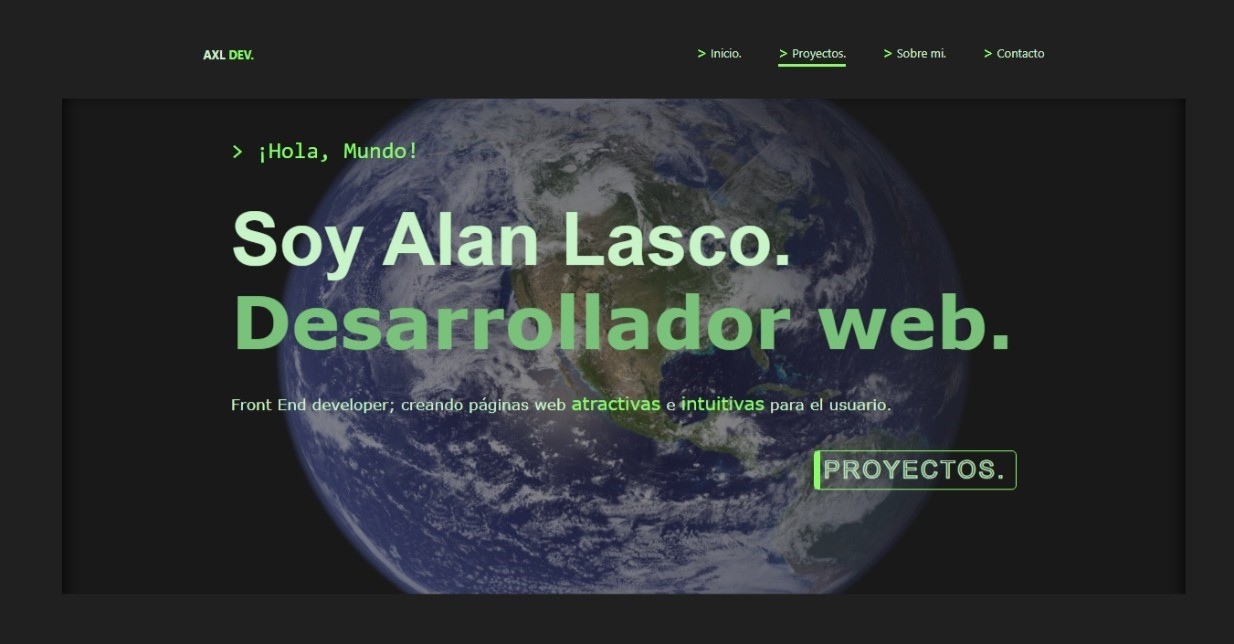 AXL DEV.
> Inicio.
> Proyectos.
> Sobre mi.
> Contacto
> ¡Hola, Mundo!
Soy Alan Lasco.
Desarrollador web.
Front End developer; creando páginas web atractivas e intuitivas para el usuario.
PROYECTOS.